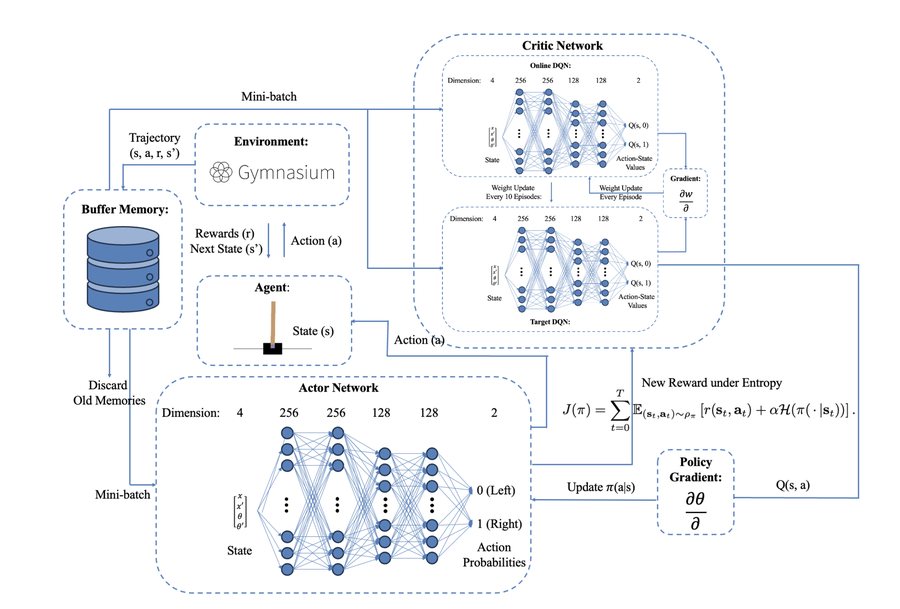 Critic Network
Online DQN:
Dimension: 4 256 256 128 128 2
Q(s, 0)
Q(s, 1)
x
x'
θ
θ'
State
Action-State
Values
Gradient:
∂w
∂
Weight Update
Every 10 Episodes:
Weight Update
Every Episode
Dimension: 4 256 256 128 128 2
Q(s, 0)
Q(s, 1)
x
x'
θ
θ'
State
Action-State
Values
Target DQN:
Mini-batch
Trajectory
(s, a, r, s’)
Environment:
Gymnasium
Buffer Memory:
Rewards (r)
Next State (s’)
Action (a)
Agent:
State (s)
Action (a)
Discard
Old Memories
Mini-batch
Actor Network
Dimension: 4 256 256 128 128 2
x
x'
θ
θ'
State
0 (Left)
1 (Right)
Action
Probabilities
New Reward under Entropy
J(π) = ∑_{t=0}^{T} 𝔼_{(s_t,a_t)∼ρ_π} [r(s_t, a_t) + αℋ(π( · |s_t))] .
Policy
Gradient:
∂θ
∂
Update π(a|s)
Q(s, a)